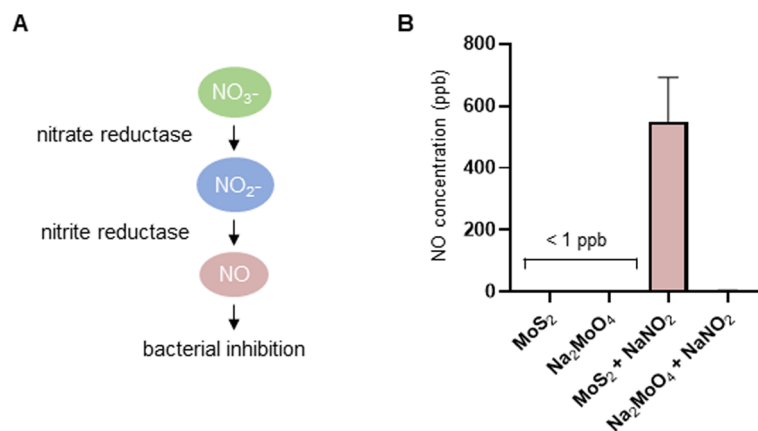 A
NO₃-
nitrate reductase
NO₂-
nitrite reductase
NO
bacterial inhibition
B
NO concentration (ppb)
800
600
400
200
0
< 1 ppb
MoS₂
Na₂MoO₄
MoS₂ + NaNO₂
Na₂MoO₄ + NaNO₂